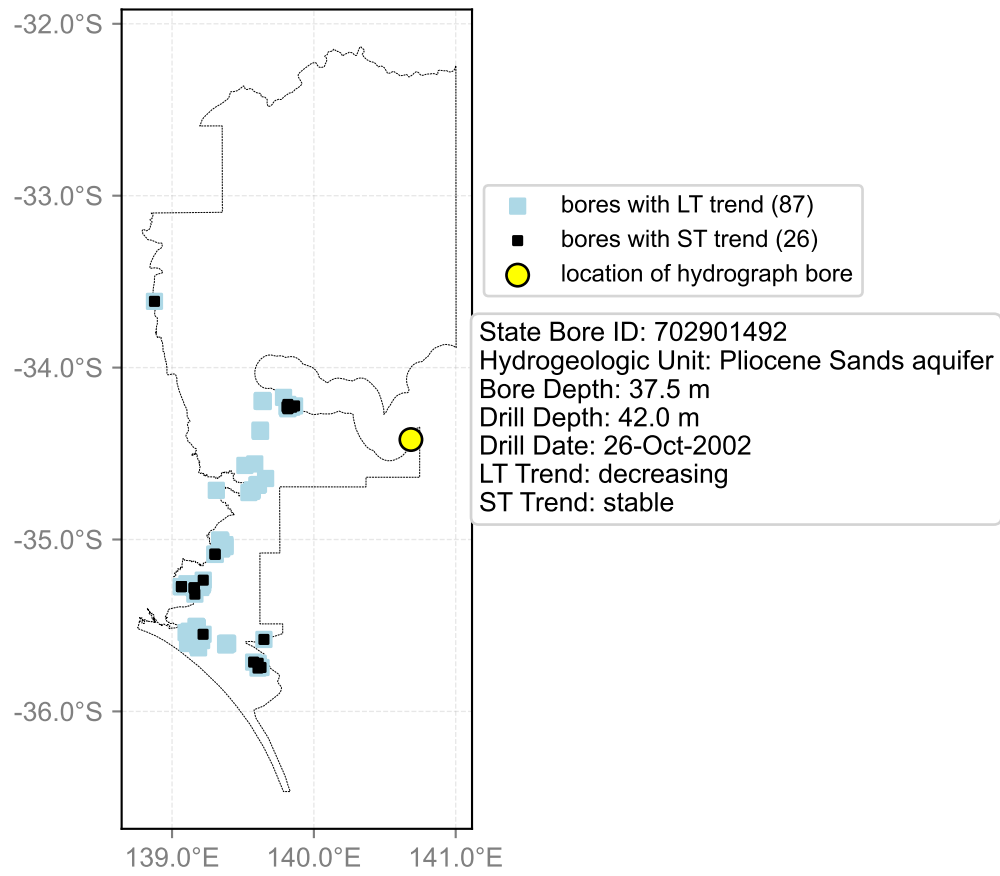 -32.0°S
-33.0°S
-34.0°S
-35.0°S
-36.0°S
139.0°E 140.0°E 141.0°E
bores with LT trend (87)
bores with ST trend (26)
location of hydrograph bore
State Bore ID: 702901492
Hydrogeologic Unit: Pliocene Sands aquifer
Bore Depth: 37.5 m
Drill Depth: 42.0 m
Drill Date: 26-Oct-2002
LT Trend: decreasing
ST Trend: stable